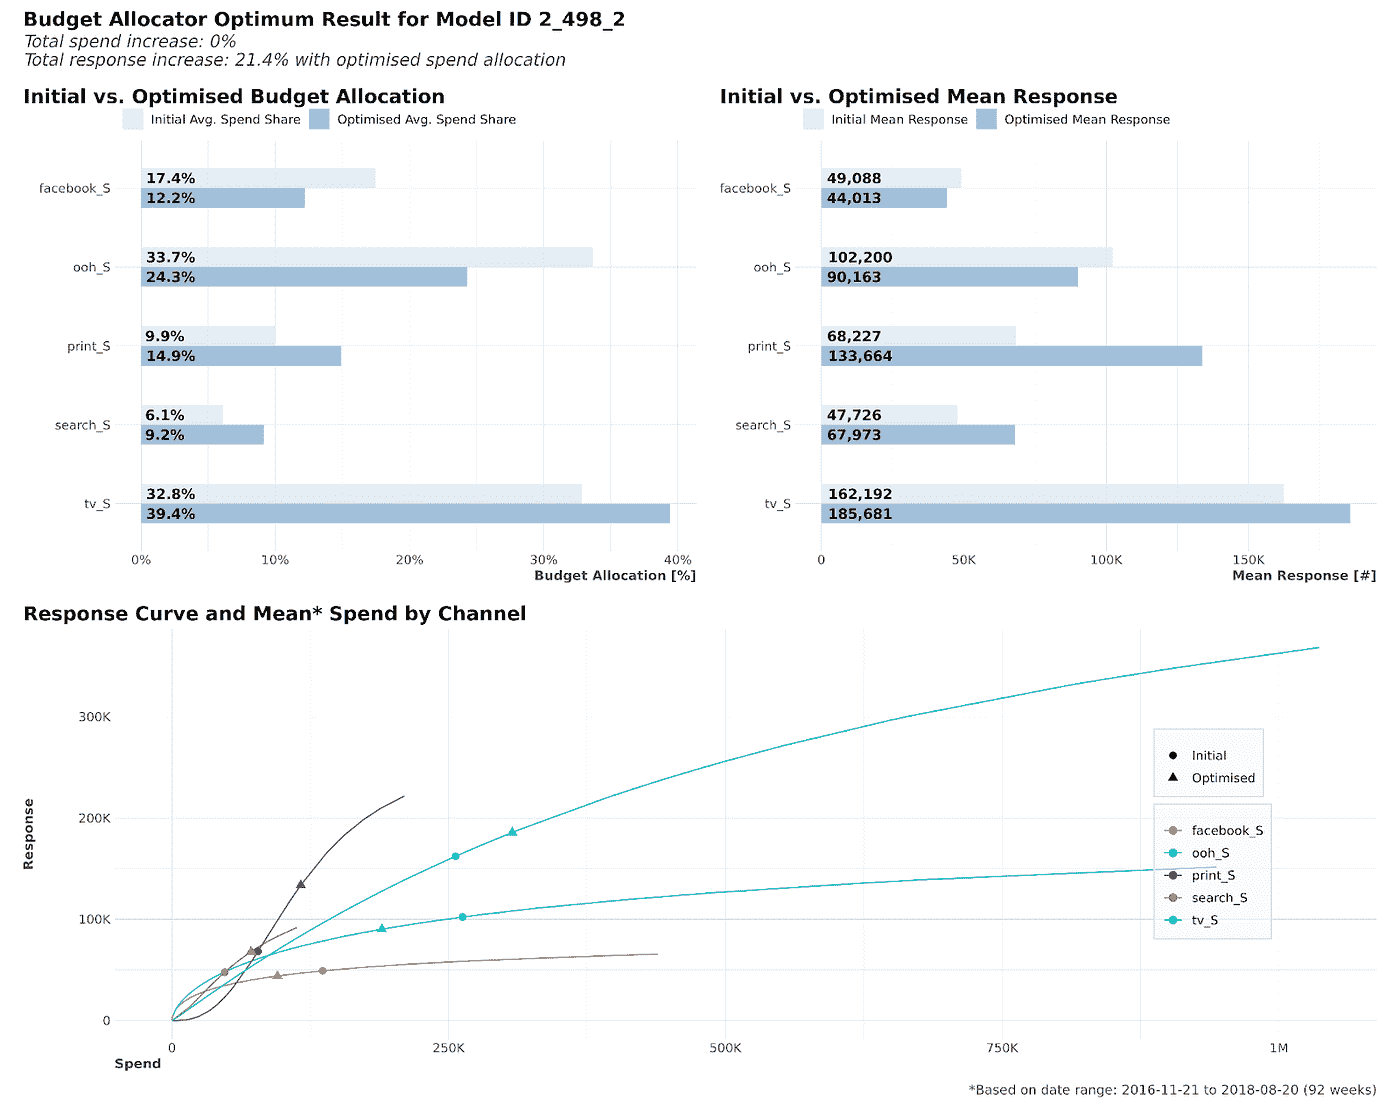 Budget Allocator Optimum Result for Model ID 2_498_2
Total spend increase: 0%
Total response increase: 21.4% with optimised spend allocation
Initial vs. Optimised Budget Allocation
Initial Avg. Spend Share
Optimised Avg. Spend Share
facebook_S
17.4%
12.2%
ooh_S
33.7%
24.3%
print_S
9.9%
14.9%
search_S
6.1%
9.2%
tv_S
32.8%
39.4%
0% 10% 20% 30% 40%
Budget Allocation [%]
Initial vs. Optimised Mean Response
Initial Mean Response
Optimised Mean Response
facebook_S
49,088
44,013
ooh_S
102,200
90,163
print_S
68,227
133,664
search_S
47,726
67,973
tv_S
162,192
185,681
0 50K 100K 150K
Mean Response [#]
Response Curve and Mean* Spend by Channel
Response
300K
200K
100K
0
0 250K 500K 750K 1M
Spend
Initial
Optimised
facebook_S
ooh_S
print_S
search_S
tv_S
*Based on date range: 2016-11-21 to 2018-08-20 (92 weeks)